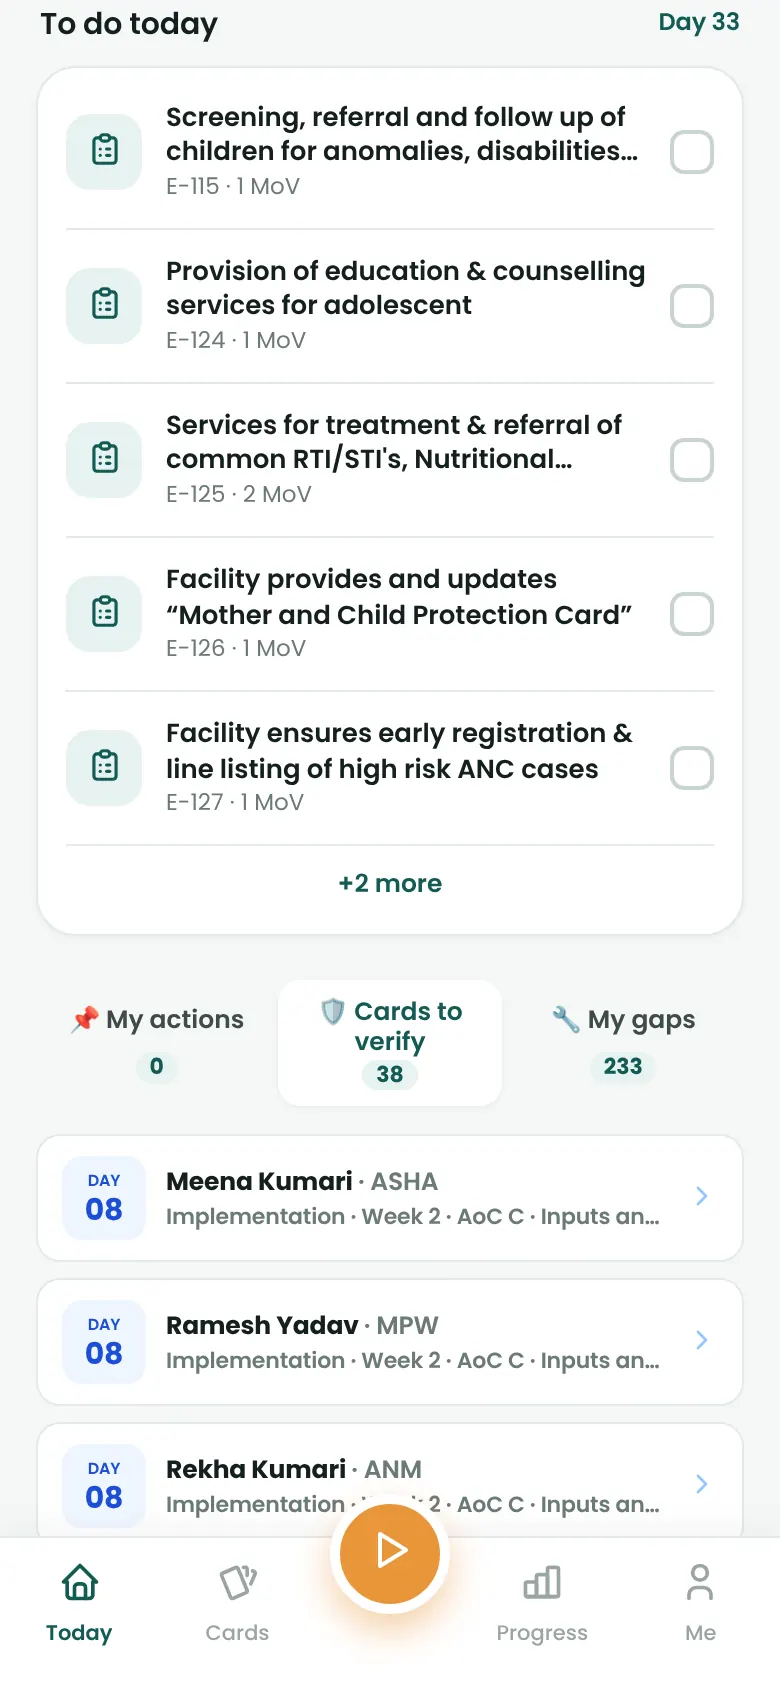 To do today
Day 33
Screening, referral and follow up of
children for anomalies, disabilities...
E-115 · 1 MoV
Provision of education & counselling
services for adolescent
E-124 · 1 MoV
Services for treatment & referral of
common RTI/STI's, Nutritional...
E-125 · 2 MoV
Facility provides and updates
“Mother and Child Protection Card”
E-126 · 1 MoV
Facility ensures early registration &
line listing of high risk ANC cases
E-127 · 1 MoV
+2 more
My actions
0
Cards to
verify
38
My gaps
233
DAY
08
Meena Kumari · ASHA
Implementation · Week 2 · AoC C · Inputs an...
DAY
08
Ramesh Yadav · MPW
Implementation · Week 2 · AoC C · Inputs an...
DAY
08
Rekha Kumari · ANM
Implementation · 2 · AoC C · Inputs an...
Today
Cards
Progress
Me